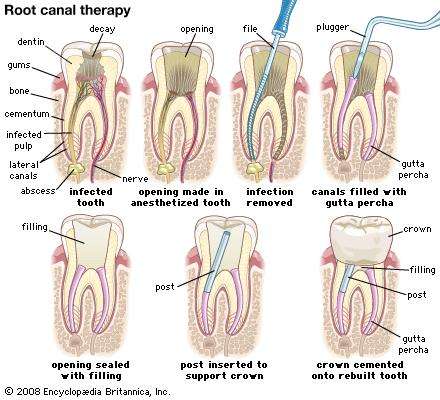 Root canal therapy
decay
dentin
gums
bone
cementum
infected
pulp
lateral
canals
abscess
nerve
infected
tooth
opening
opening made in
anesthetized tooth
file
infection
removed
plugger
gutta
percha
canals filled with
gutta percha
filling
opening sealed
with filling
post
post inserted to
support crown
crown
filling
post
gutta
percha
crown cemented
onto rebuilt tooth
© 2008 Encyclopædia Britannica, Inc.